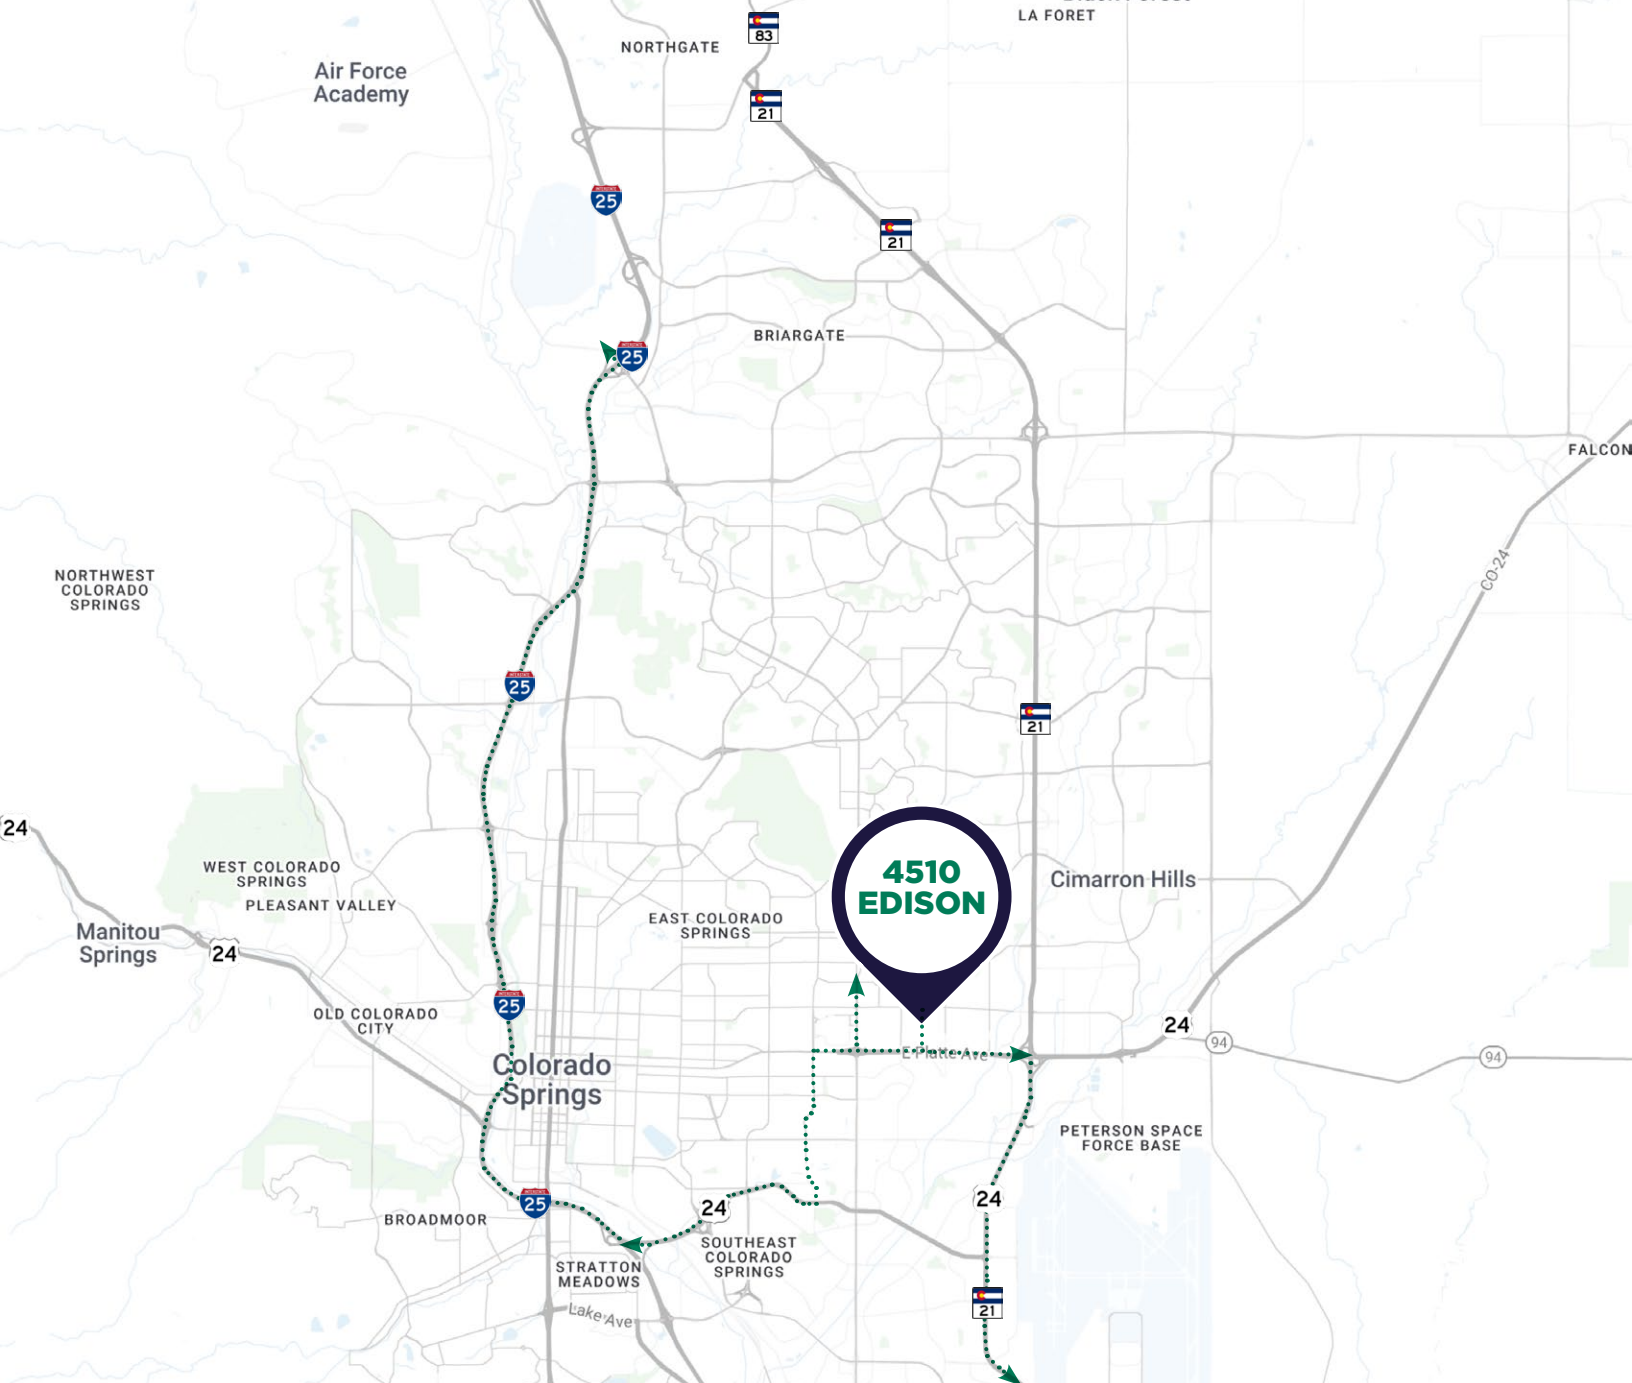 LA FORET
83
NORTHGATE
Air Force
Academy
21
INTERSTATE
25
21
BRIARGATE
25
FALCON
CO-24
NORTHWEST
COLORADO
SPRINGS
25
21
24
4510
EDISON
WEST COLORADO
SPRINGS
Cimarron Hills
PLEASANT VALLEY
EAST COLORADO
SPRINGS
Manitou
Springs
24
25
OLD COLORADO
CITY
24
94
E Platte Ave
94
Colorado
Springs
PETERSON SPACE
FORCE BASE
25
24
24
BROADMOOR
SOUTHEAST
COLORADO
SPRINGS
STRATTON
MEADOWS
21
Lake Ave